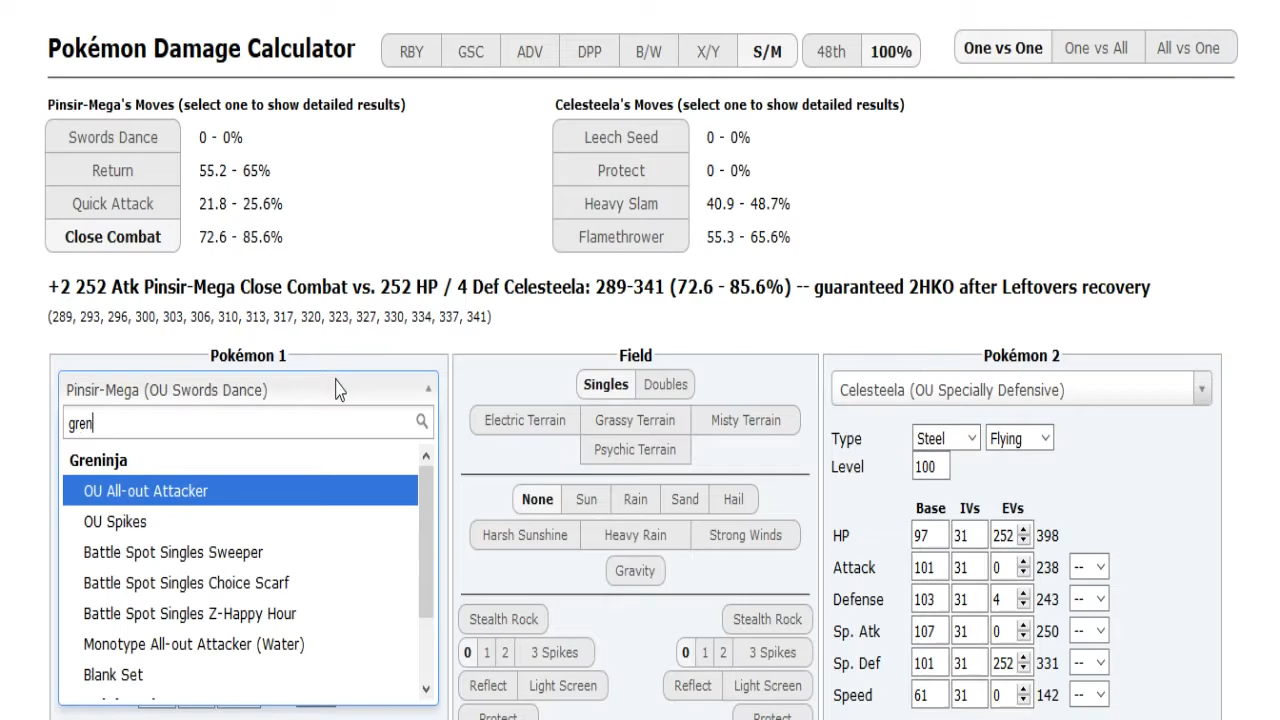 Pokémon Damage Calculator
RBY GSC ADV DPP B/W X/Y S/M 48th 100%
One vs One One vs All All vs One
Pinsir-Mega's Moves (select one to show detailed results)
Swords Dance 0 - 0%
Return 55.2 - 65%
Quick Attack 21.8 - 25.6%
Close Combat 72.6 - 85.6%
Celesteela's Moves (select one to show detailed results)
Leech Seed 0 - 0%
Protect 0 - 0%
Heavy Slam 40.9 - 48.7%
Flamethrower 55.3 - 65.6%
+2 252 Atk Pinsir-Mega Close Combat vs. 252 HP / 4 Def Celesteela: 289-341 (72.6 - 85.6%) -- guaranteed 2HKO after Leftovers recovery
(289, 293, 296, 300, 303, 306, 310, 313, 317, 320, 323, 327, 330, 334, 337, 341)
Pokémon 1
Pinsir-Mega (OU Swords Dance)
gren
Greninja
OU All-out Attacker
OU Spikes
Battle Spot Singles Sweeper
Battle Spot Singles Choice Scarf
Battle Spot Singles Z-Happy Hour
Monotype All-out Attacker (Water)
Blank Set
Field
Singles Doubles
Electric Terrain Grassy Terrain Misty Terrain
Psychic Terrain
None Sun Rain Sand Hail
Harsh Sunshine Heavy Rain Strong Winds
Gravity
Stealth Rock Stealth Rock
0 1 2 3 Spikes 0 1 2 3 Spikes
Reflect Light Screen Reflect Light Screen
Protect Protect
Pokémon 2
Celesteela (OU Specially Defensive)
Type Steel Flying
Level 100
Base IVs EVs
HP 97 31 252 398
Attack 101 31 0 238 --
Defense 103 31 4 243 --
Sp. Atk 107 31 0 250 --
Sp. Def 101 31 252 331 --
Speed 61 31 0 142 --